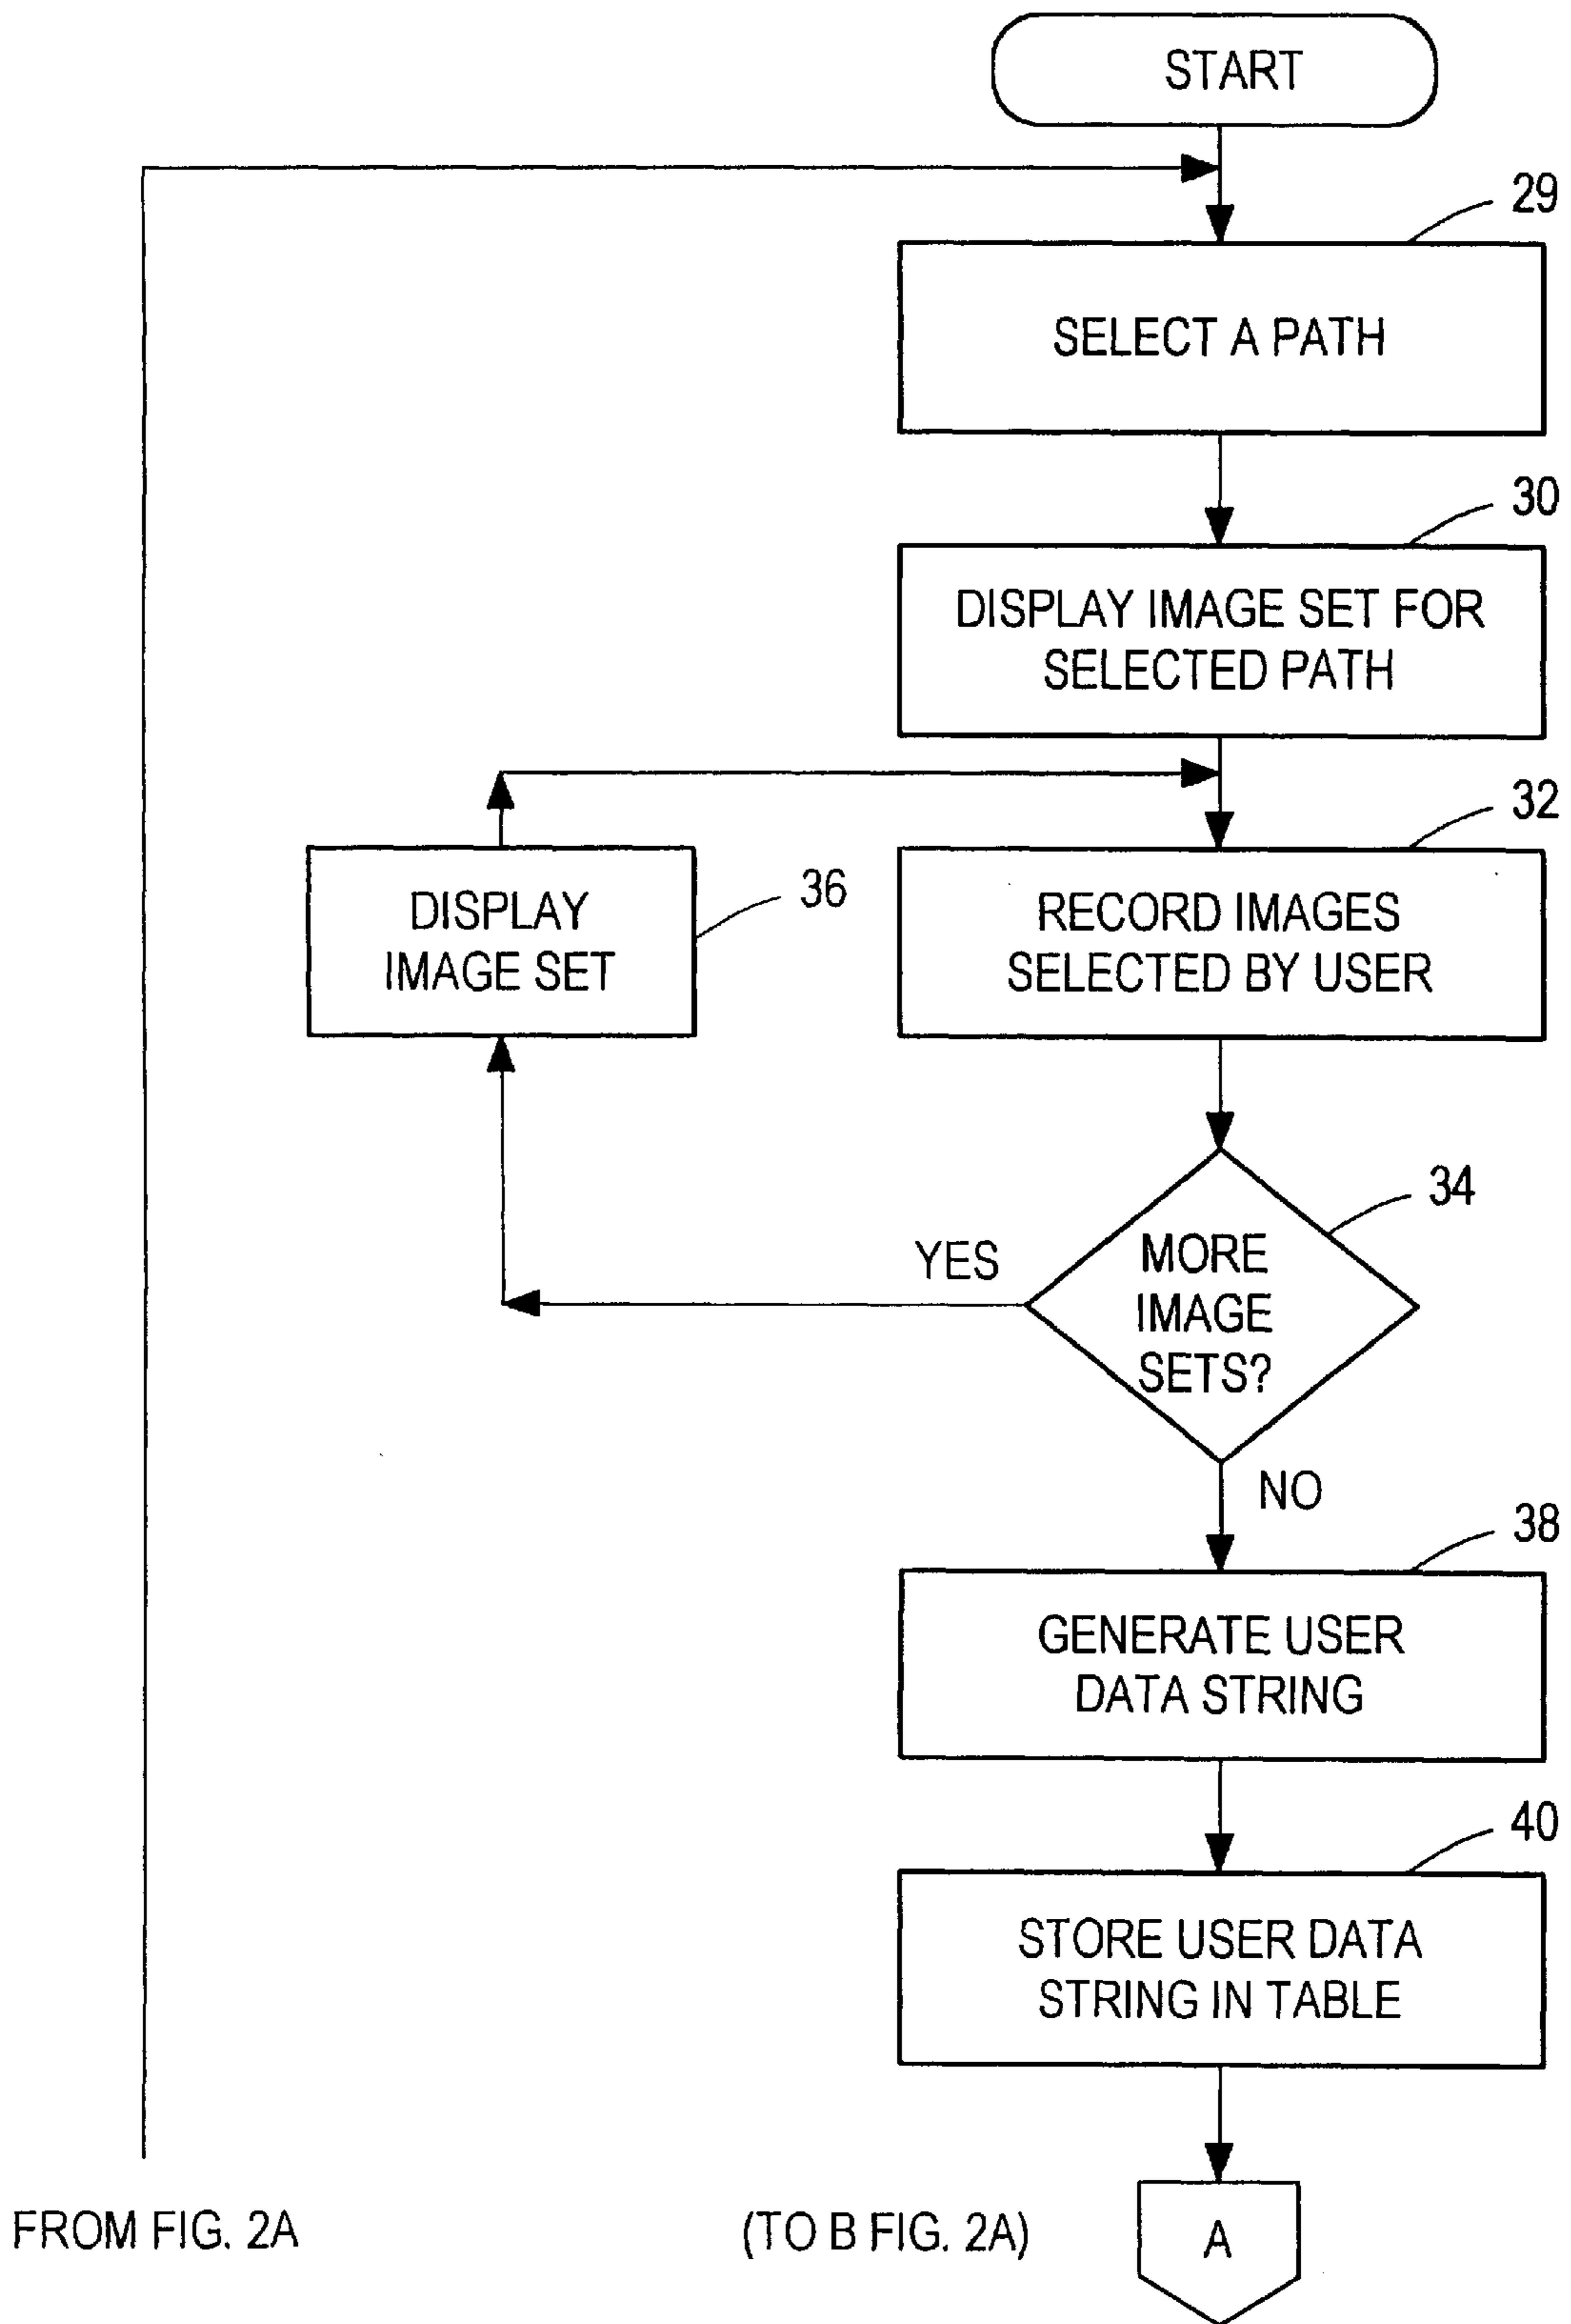 START
29
SELECT A PATH
30
DISPLAY IMAGE SET FOR
SELECTED PATH
32
RECORD IMAGES
SELECTED BY USER
36
DISPLAY
IMAGE SET
34
MORE
IMAGE
SETS?
YES
NO
38
GENERATE USER
DATA STRING
40
STORE USER DATA
STRING IN TABLE
FROM FIG. 2A
(TO B FIG. 2A)
A